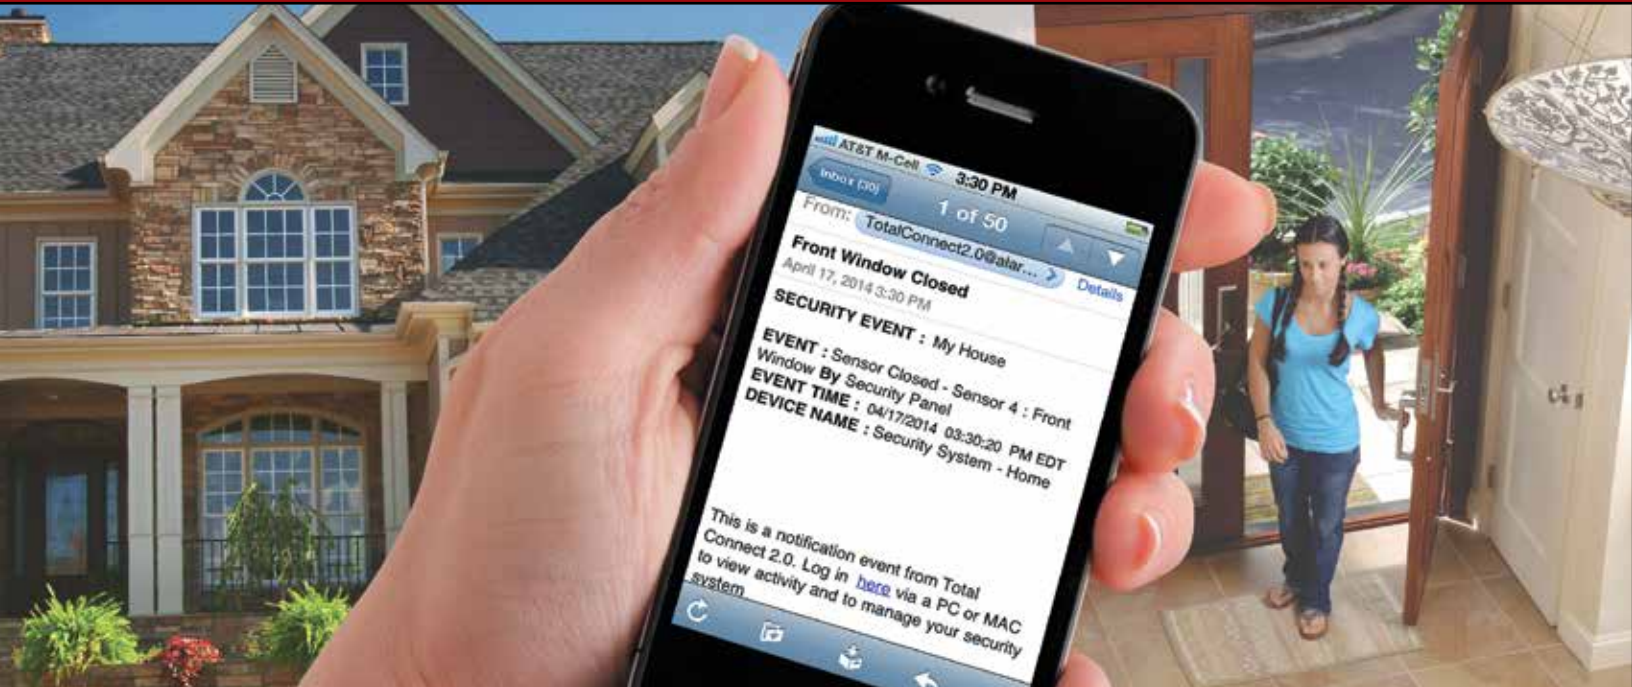 AT&T M-Cell 3:30 PM
Inbox (30)
1 of 50
From: TotalConnect2.0@alar...
Details
Front Window Closed
April 17, 2014 3:30 PM
SECURITY EVENT : My House
EVENT : Sensor Closed - Sensor 4 : Front
Window By Security Panel
EVENT TIME : 04/17/2014 03:30:20 PM EDT
DEVICE NAME : Security System - Home
This is a notification event from Total
Connect 2.0. Log in here via a PC or MAC
to view activity and to manage your security
system